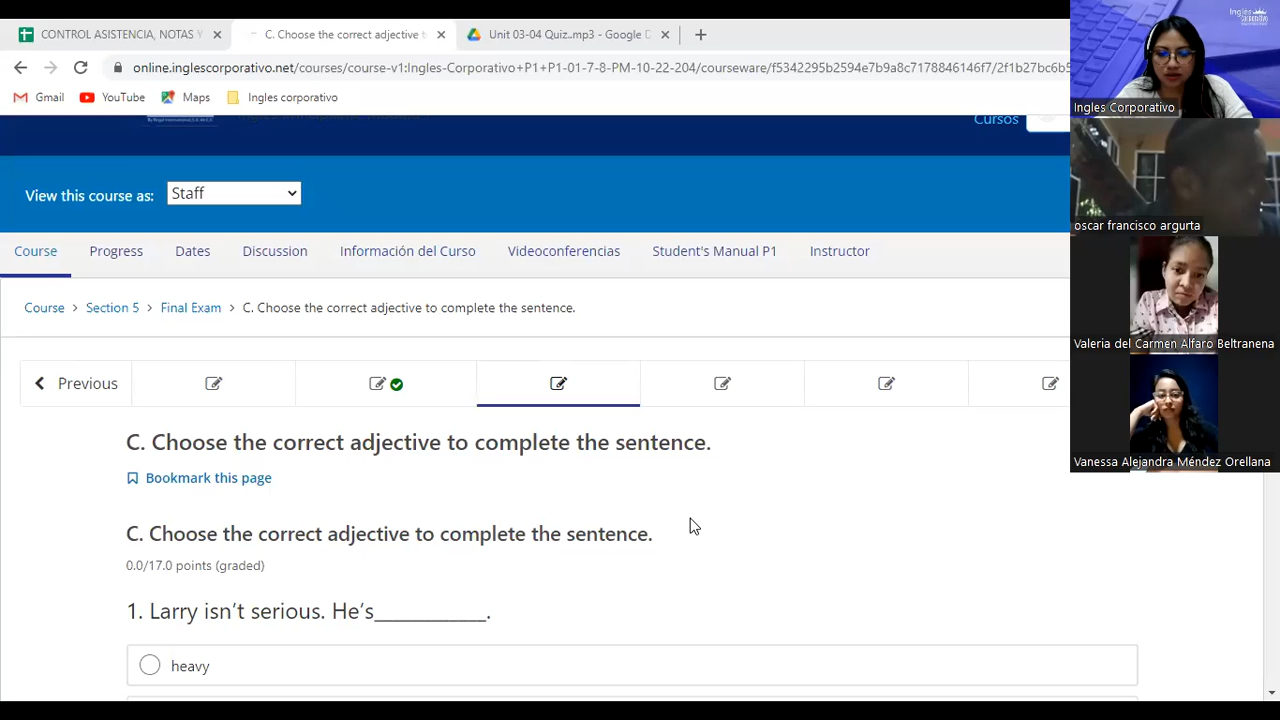 CONTROL ASISTENCIA, NOTAS Y
C. Choose the correct adjective to
Unit 03-04 Quiz..mp3 - Google D
online.inglescorporativo.net/courses/course-v1:Ingles-Corporativo+P1+P1-01-7-8-PM-10-22-204/courseware/f5342295b2594e7b9a8c7178846146f7/2f1b27bc6b5
Gmail
YouTube
Maps
Ingles corporativo
Cursos
View this course as:
Staff
Course
Progress
Dates
Discussion
Información del Curso
Videoconferencias
Student's Manual P1
Instructor
Course > Section 5 > Final Exam > C. Choose the correct adjective to complete the sentence.
Previous
C. Choose the correct adjective to complete the sentence.
Bookmark this page
C. Choose the correct adjective to complete the sentence.
0.0/17.0 points (graded)
1. Larry isn't serious. He's___________.
heavy
Ingles Corporativo
oscar francisco argurta
Valeria del Carmen Alfaro Beltranena
Vanessa Alejandra Méndez Orellana